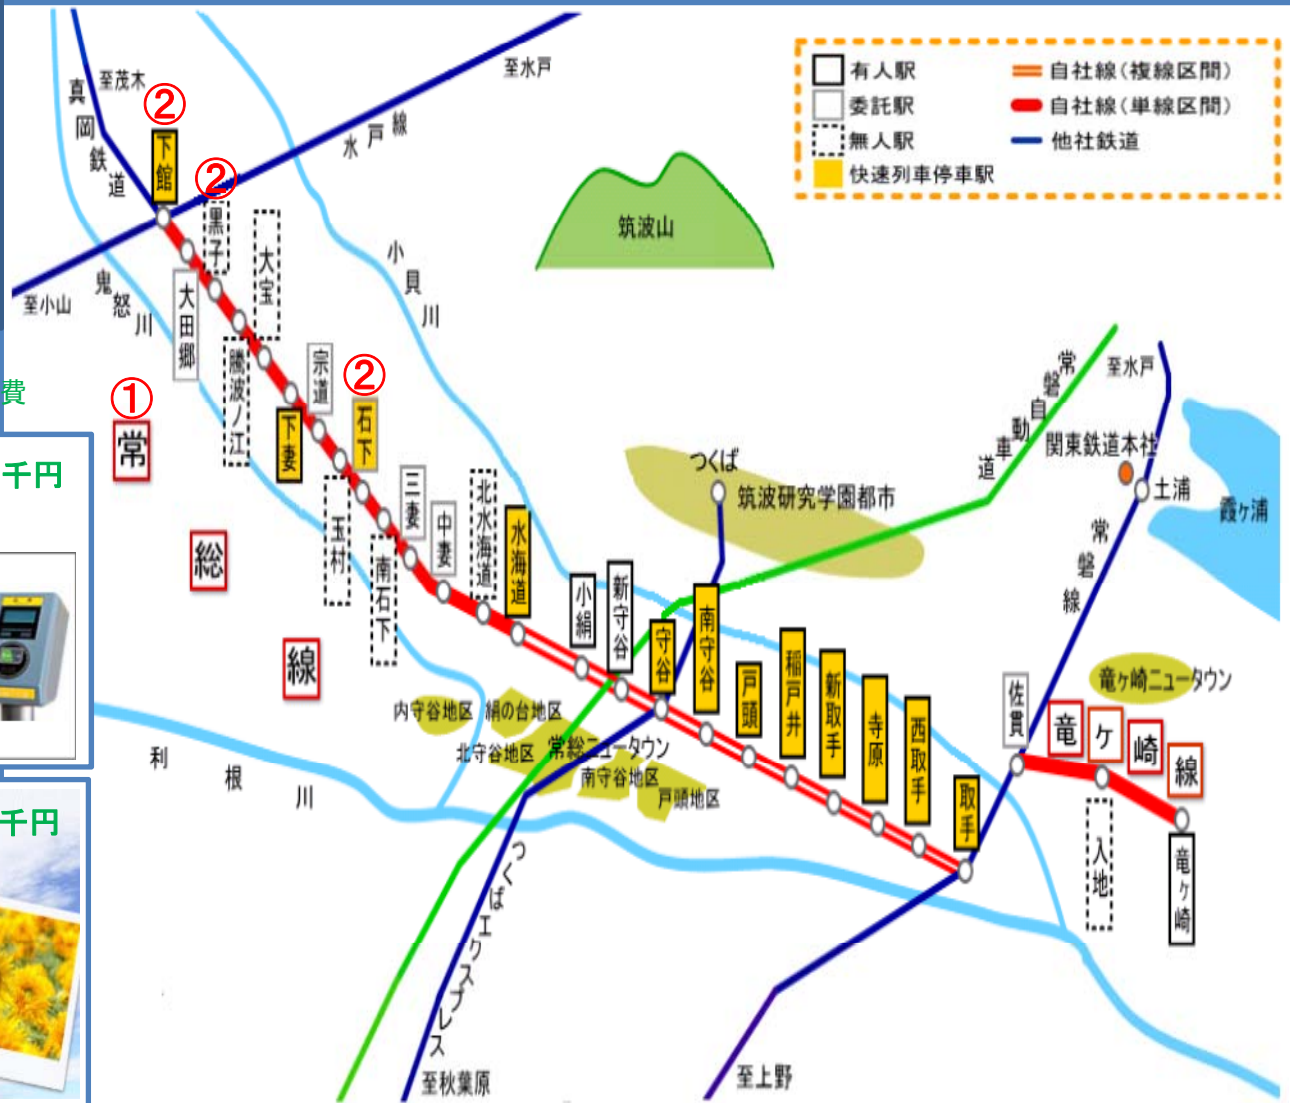 有人駅
委託駅
無人駅
快速列車停車駅
自社線(複線区間)
自社線(単線区間)
他社鉄道
至茂木
真岡鉄道
②
下館
②
黒子
大宝
水戸線
至水戸
至小山
鬼怒川
小貝川
筑波山
大田郷
騰波ノ江
宗道
②
石下
下妻
費
①
常
総
線
千円
千円
玉村
南石下
三妻
中妻
北水海道
水海道
小絹
新守谷
守谷
南守谷
戸頭
稲戸井
新取手
寺原
西取手
取手
つくば
筑波研究学園都市
常磐自動車道
至水戸
関東鉄道本社
土浦
霞ヶ浦
常磐線
佐貫
竜ヶ崎ニュータウン
竜
ケ
崎
線
入地
竜ヶ崎
内守谷地区
絹の台地区
北守谷地区
常総ニュータウン
南守谷地区
戸頭地区
利根川
つくばエクスプレス
至秋葉原
至上野